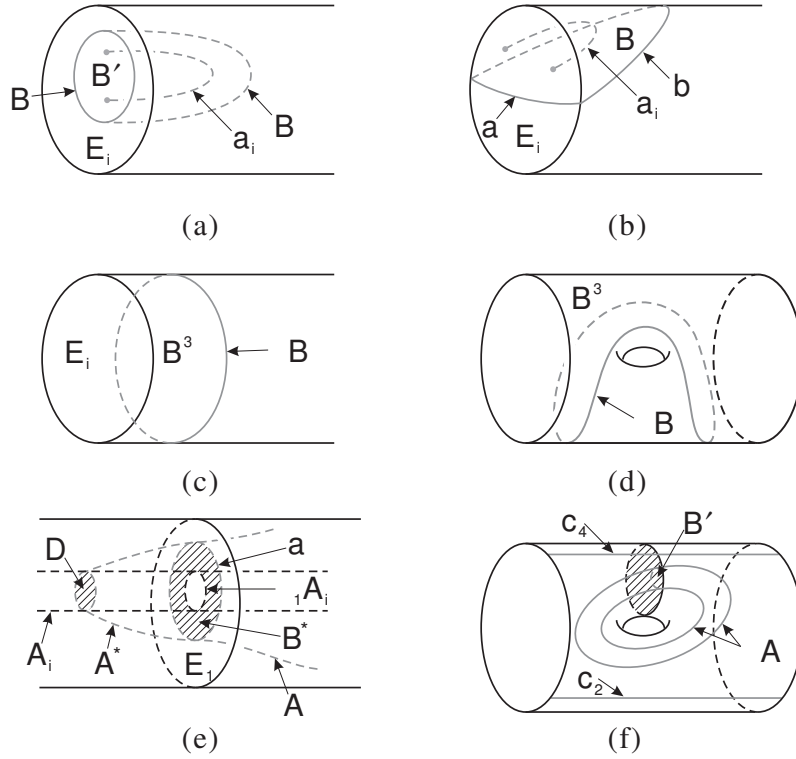 B′
B
a_i
B
E_i
(a)
B
b
a_i
a
E_i
(b)
E_i
B³
B
(c)
B³
B
(d)
D
a
₁A_i
A_i
A*
B*
E₁
A
(e)
c₄
B′
A
c₂
(f)